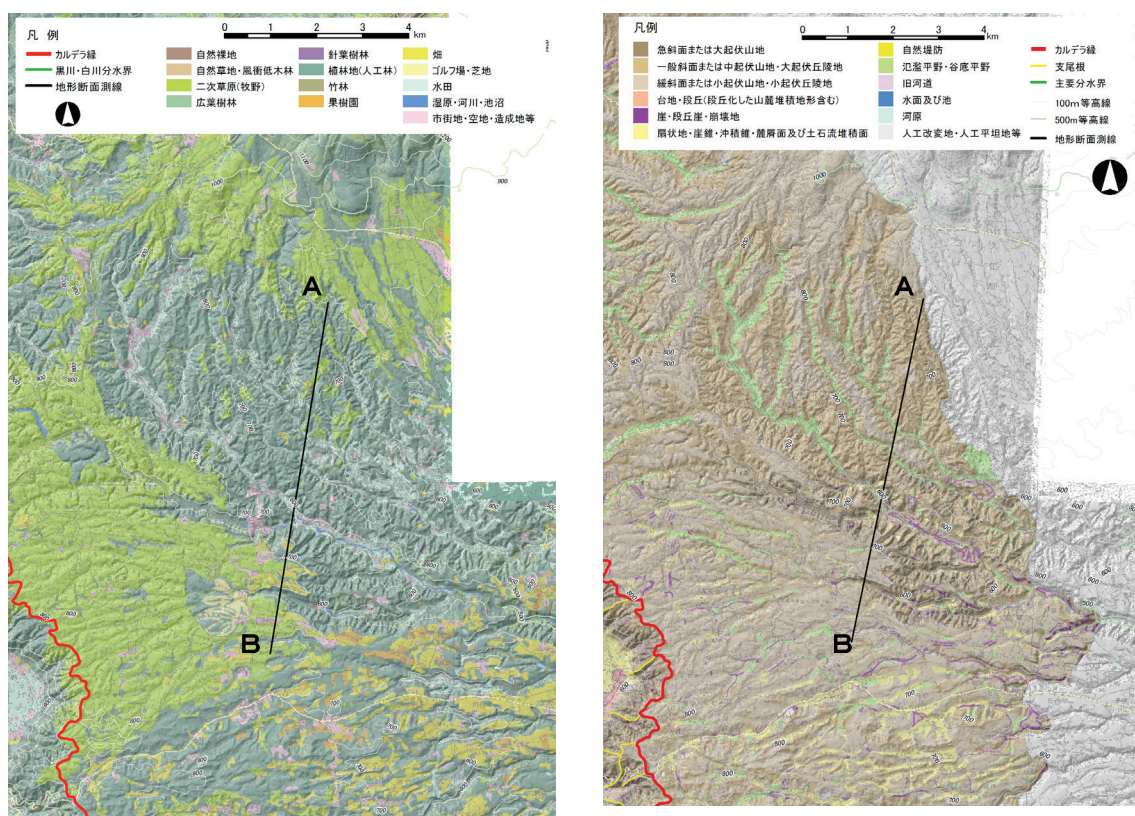 凡 例
0 1 2 3 4
km
カルデラ縁
黒川・白川分水界
地形断面測線
自然裸地
自然草地・風衝低木林
二次草原(牧野)
広葉樹林
針葉樹林
植林地(人工林)
竹林
果樹園
畑
ゴルフ場・芝地
水田
湿原・河川・池沼
市街地・空地・造成地等
A
B
凡例
0 1 2 3 4
km
急斜面または大起伏山地
一般斜面または中起伏山地・大起伏丘陵地
緩斜面または小起伏山地・小起伏丘陵地
台地・段丘(段丘化した山麓堆積地形含む)
崖・段丘崖・崩壊地
扇状地・崖錐・沖積錐・麓屑面及び土石流堆積面
自然堤防
氾濫平野・谷底平野
旧河道
水面及び池
河原
人工改変地・人工平坦地等
カルデラ縁
支尾根
主要分水界
100m等高線
500m等高線
地形断面測線
A
B